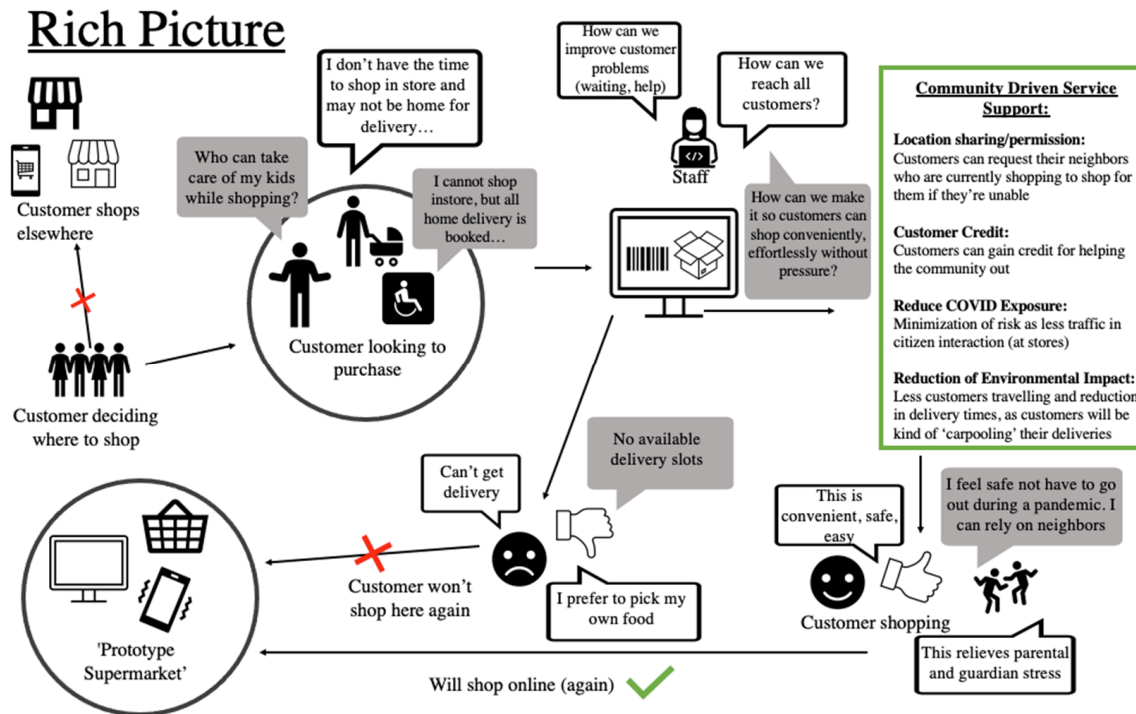 Rich Picture
Customer shops
elsewhere
Customer deciding
where to shop
I don't have the time
to shop in store and
may not be home for
delivery…
Who can take
care of my kids
while shopping?
I cannot shop
instore, but all
home delivery is
booked…
Customer looking to
purchase
How can we
improve customer
problems
(waiting, help)
How can we
reach all
customers?
</>
Staff
How can we make
it so customers can
shop conveniently,
effortlessly without
pressure?
Community Driven Service
Support:
Location sharing/permission:
Customers can request their neighbors
who are currently shopping to shop for
them if they're unable
Customer Credit:
Customers can gain credit for helping
the community out
Reduce COVID Exposure:
Minimization of risk as less traffic in
citizen interaction (at stores)
Reduction of Environmental Impact:
Less customers travelling and reduction
in delivery times, as customers will be
kind of 'carpooling' their deliveries
No available
delivery slots
Can't get
delivery
I prefer to pick my
own food
Customer won't
shop here again
'Prototype
Supermarket'
This is
convenient, safe,
easy
I feel safe not have to go
out during a pandemic. I
can rely on neighbors
Customer shopping
This relieves parental
and guardian stress
Will shop online (again)